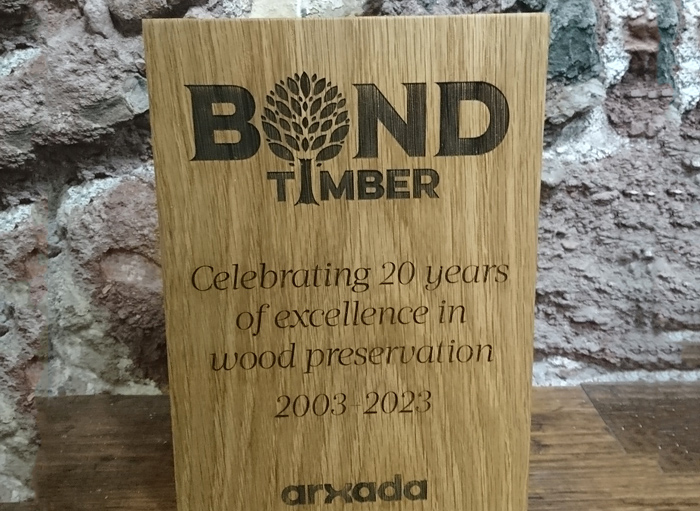 BOND
TIMBER
Celebrating 20 years
of excellence in
wood preservation
2003-2023
arxada